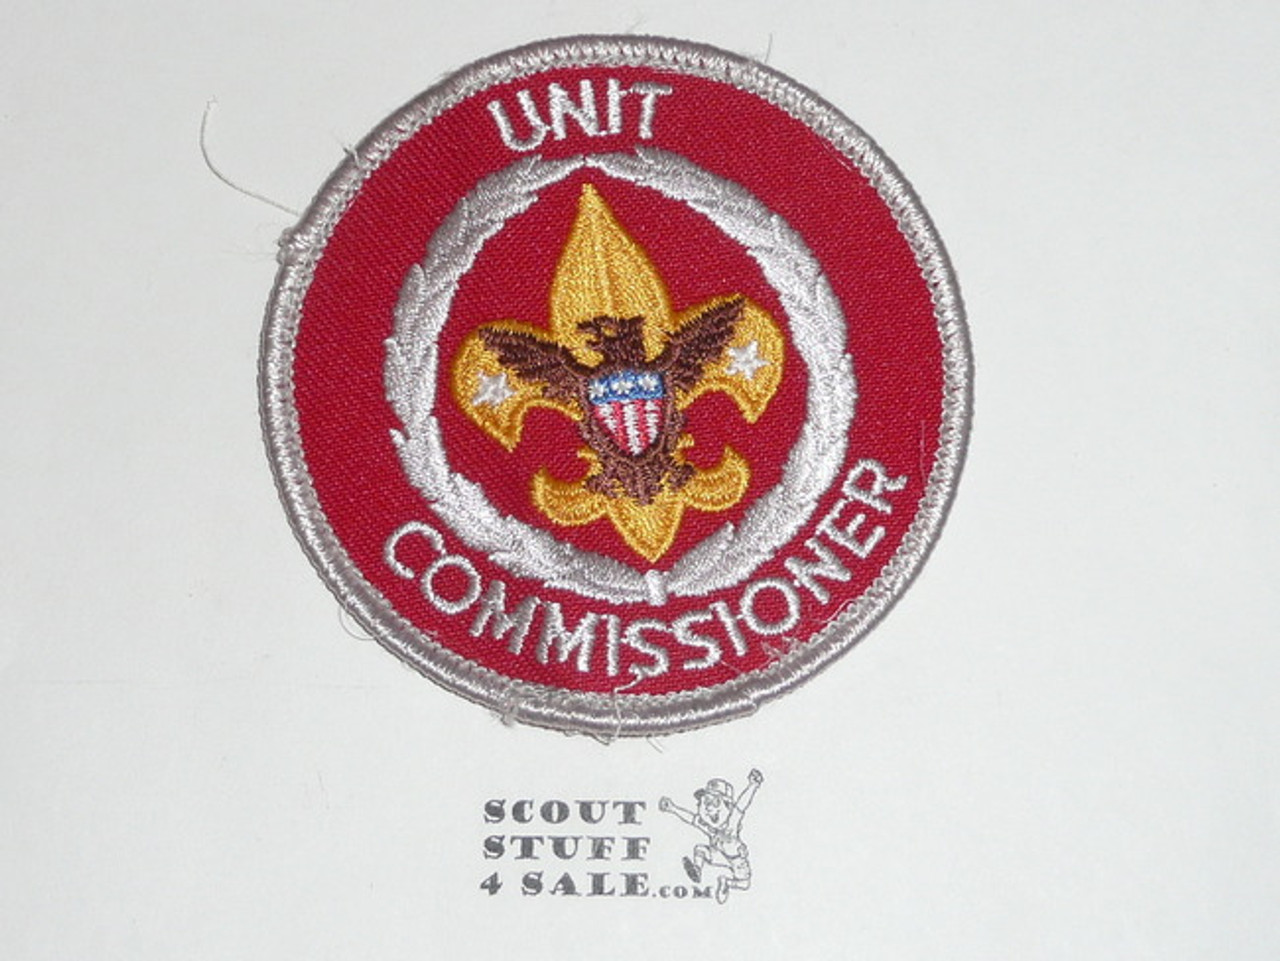 UNIT
COMMISSIONER
SCOUT
STUFF
4 SALE.COM